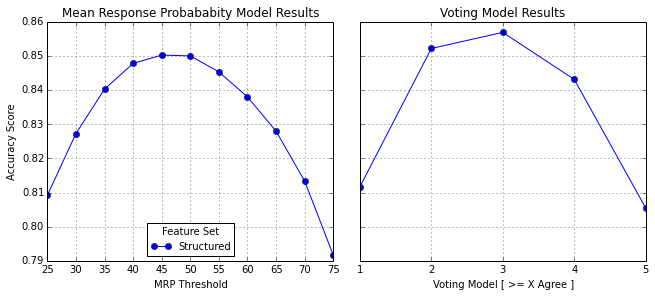 Mean Response Probababity Model Results
Voting Model Results
0.86
0.85
0.84
0.83
0.82
0.81
0.80
0.79
Accuracy Score
Feature Set
Structured
25 30 35 40 45 50 55 60 65 70 75
1 2 3 4 5
MRP Threshold
Voting Model [ >= X Agree ]